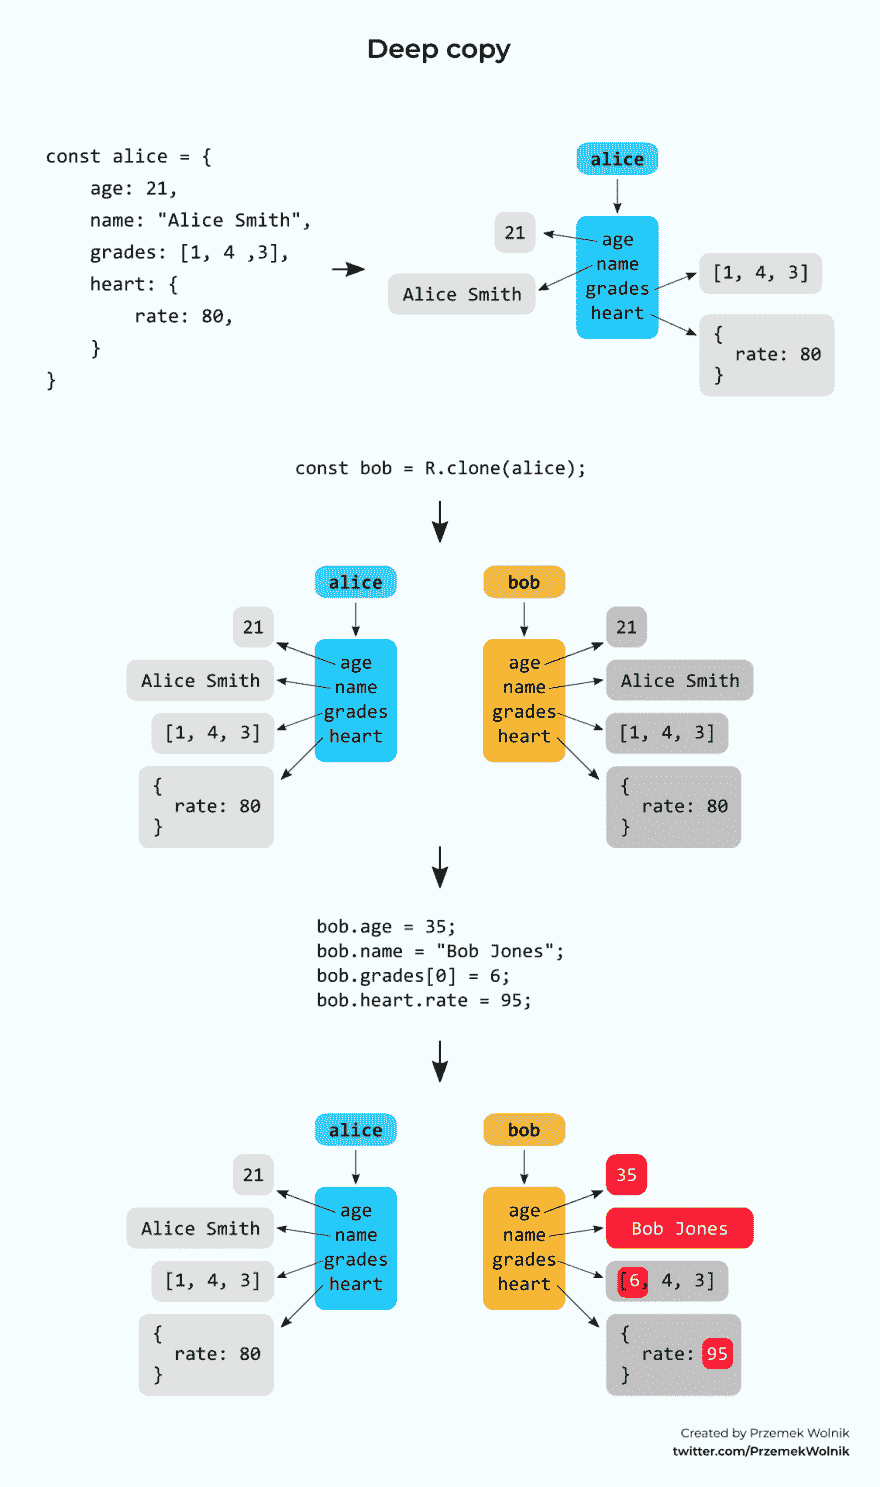 Deep copy
const alice = {
age: 21,
name: "Alice Smith",
grades: [1, 4 ,3],
heart: {
rate: 80,
}
}
alice
age
name
grades
heart
21
Alice Smith
[1, 4, 3]
{
rate: 80
}
const bob = R.clone(alice);
alice
age
name
grades
heart
21
Alice Smith
[1, 4, 3]
{
rate: 80
}
bob
age
name
grades
heart
21
Alice Smith
[1, 4, 3]
{
rate: 80
}
bob.age = 35;
bob.name = "Bob Jones";
bob.grades[0] = 6;
bob.heart.rate = 95;
alice
age
name
grades
heart
21
Alice Smith
[1, 4, 3]
{
rate: 80
}
bob
age
name
grades
heart
35
Bob Jones
[6, 4, 3]
{
rate: 95
}
Created by Przemek Wolnik
twitter.com/PrzemekWolnik